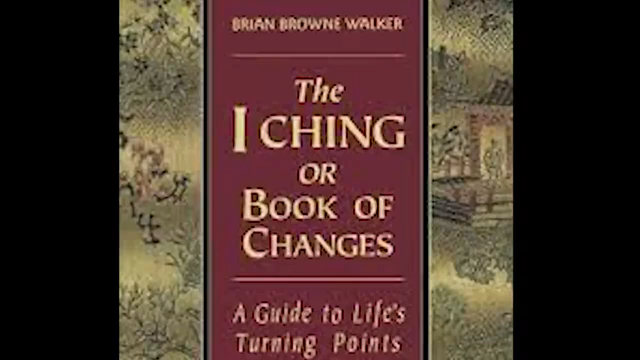 BRIAN BROWNE WALKER
The
I CHING
OR
BOOK OF
CHANGES
A Guide to Life's
Turning Points